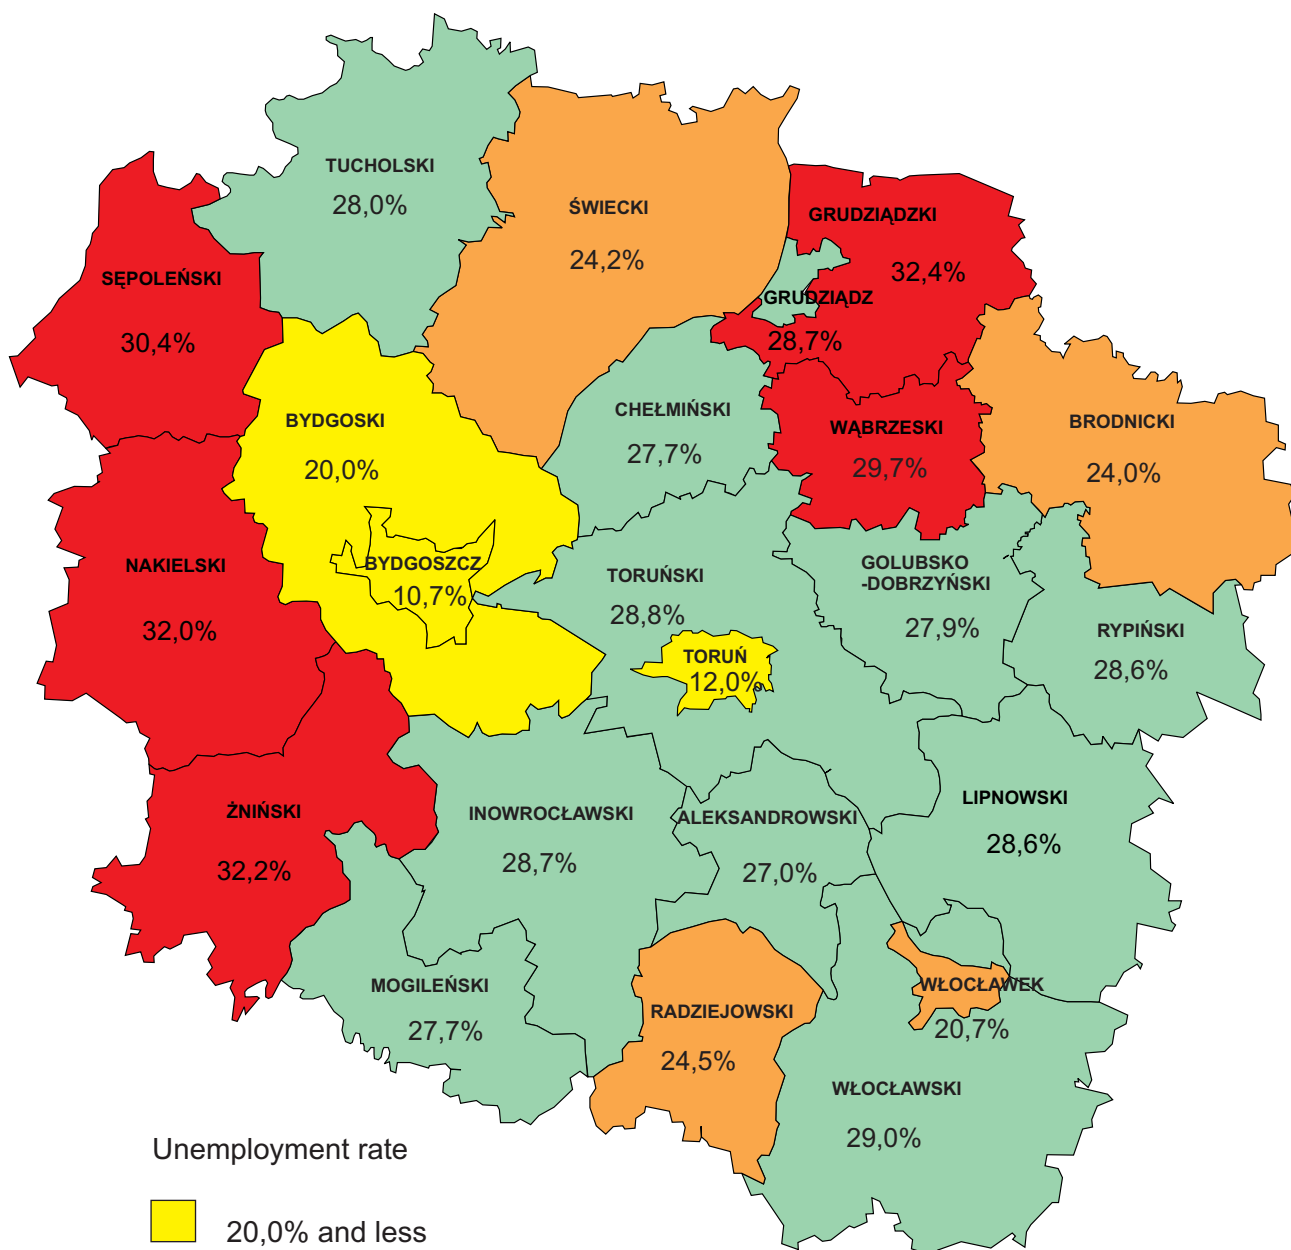 TUCHOLSKI
28,0%
ŚWIECKI
24,2%
GRUDZIĄDZKI
32,4%
SĘPOLEŃSKI
30,4%
GRUDZIĄDZ
28,7%
BYDGOSKI
20,0%
CHEŁMIŃSKI
27,7%
WĄBRZESKI
29,7%
BRODNICKI
24,0%
NAKIELSKI
32,0%
BYDGOSZCZ
10,7%
TORUŃSKI
28,8%
GOLUBSKO
-DOBRZYŃSKI
27,9%
RYPIŃSKI
28,6%
TORUŃ
12,0%
ŻNIŃSKI
32,2%
INOWROCŁAWSKI
28,7%
ALEKSANDROWSKI
27,0%
LIPNOWSKI
28,6%
MOGILEŃSKI
27,7%
RADZIEJOWSKI
24,5%
WŁOCŁAWEK
20,7%
WŁOCŁAWSKI
29,0%
Unemployment rate
20,0% and less